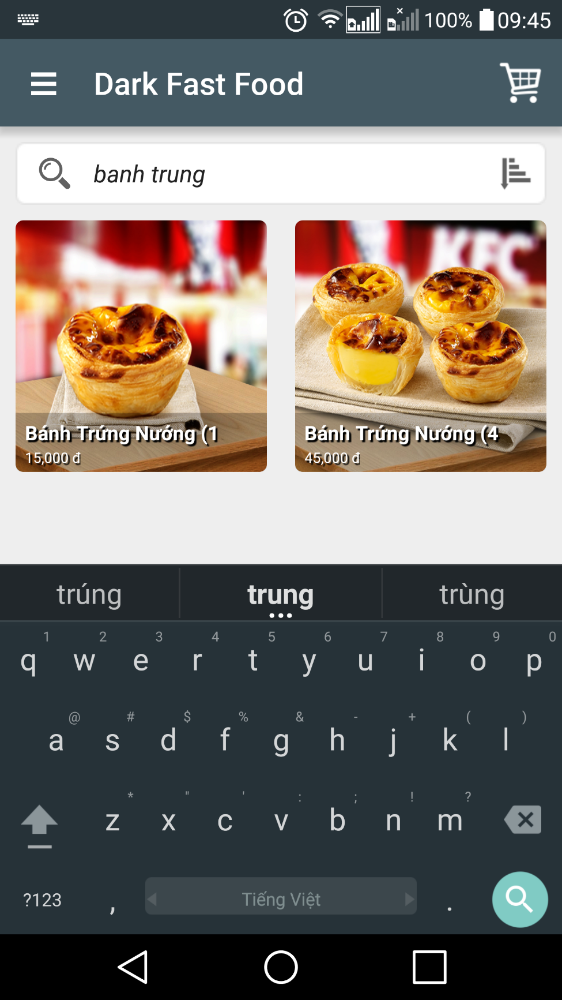 100% 09:45
Dark Fast Food
banh trung
KFC
Bánh Trứng Nướng (1
15,000 đ
Bánh Trứng Nướng (4
45,000 đ
trúng trung trùng
1 2 3 4 5 6 7 8 9 0
q w e r t y u i o p
@ # $ % & - + ( )
a s d f g h j k l
* " ' : ; ! ?
z x c v b n m
?123 , Tiếng Việt .